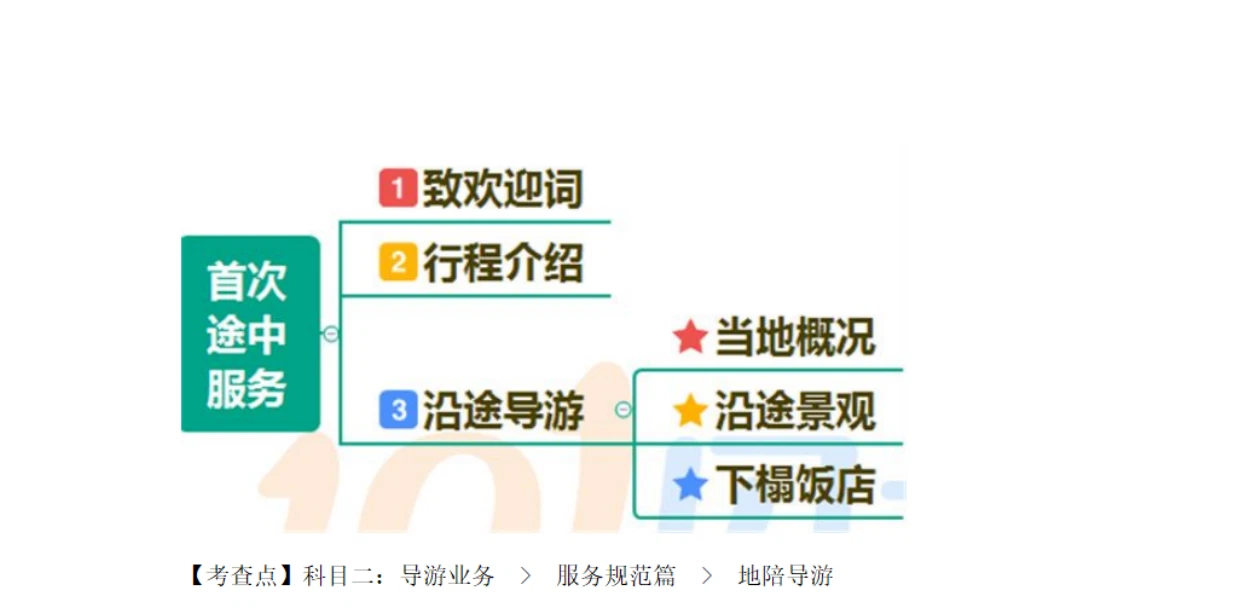 首次
途中
服务
1 致欢迎词
2 行程介绍
3 沿途导游
当地概况
沿途景观
下榻饭店
【考查点】科目二：导游业务 > 服务规范篇 > 地陪导游